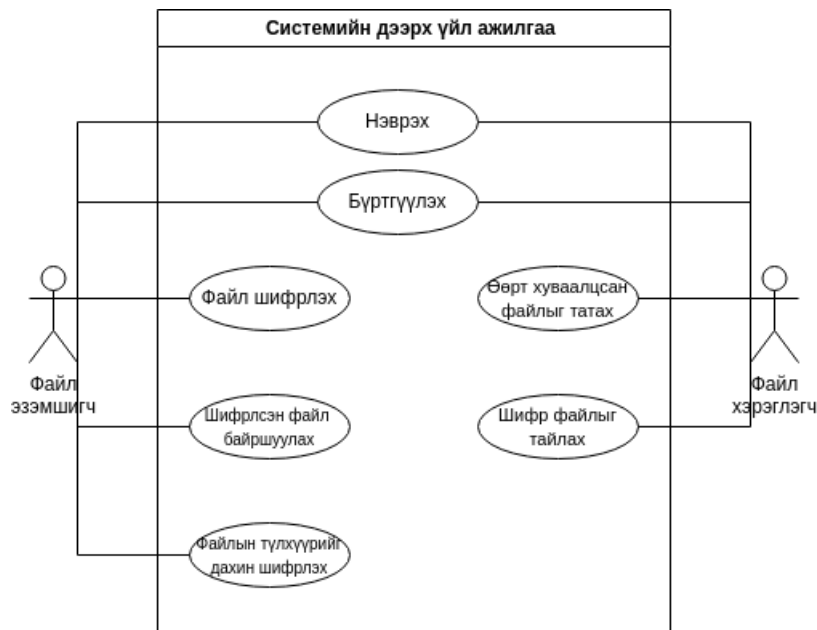 Системийн дээрх үйл ажилгаа
Нэврэх
Бүртгүүлэх
Файл шифрлэх
Өөрт хуваалцсан
файлыг татах
Файл
эзэмшигч
Файл
хэрэглэгч
Шифрлсэн файл
байршуулах
Шифр файлыг
тайлах
Файлын түлхүүрийг
дахин шифрлэх